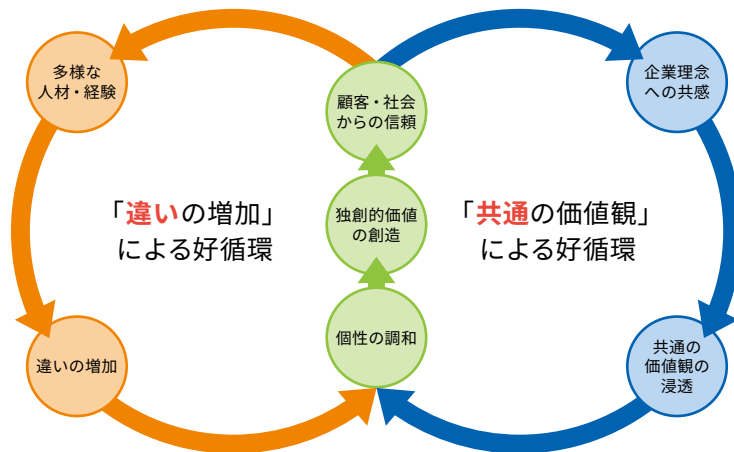 多様な
人材・経験
違いの増加
「違いの増加」
による好循環
顧客・社会
からの信頼
独創的価値
の創造
個性の調和
「共通の価値観」
による好循環
企業理念
への共感
共通の
価値観の
浸透